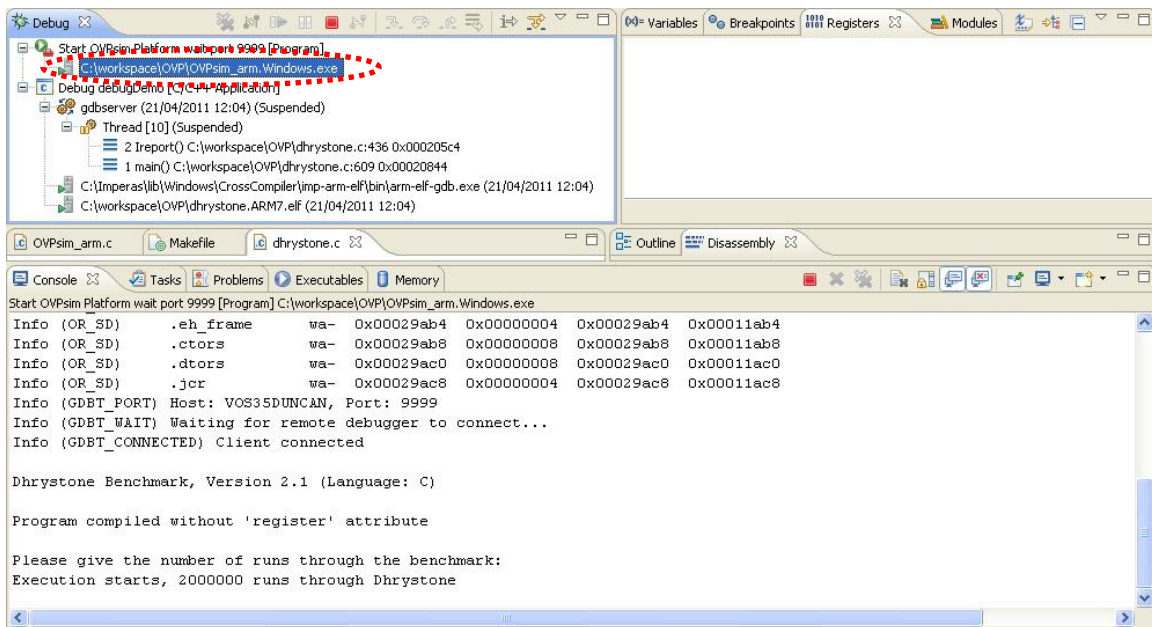 Debug
(x)= Variables Breakpoints 1010 0101 Registers Modules
Start OVPsim Platform wait port 9999 [Program]
C:\workspace\OVP\OVPsim_arm.Windows.exe
Debug debugDemo [C/C++ Application]
gdbserver (21/04/2011 12:04) (Suspended)
Thread [10] (Suspended)
2 Ireport() C:\workspace\OVP\dhrystone.c:436 0x000205c4
1 main() C:\workspace\OVP\dhrystone.c:609 0x00020844
C:\Imperas\lib\Windows\CrossCompiler\imp-arm-elf\bin\arm-elf-gdb.exe (21/04/2011 12:04)
C:\workspace\OVP\dhrystone.ARM7.elf (21/04/2011 12:04)
OVPsim_arm.c Makefile dhrystone.c Outline Disassembly
Console Tasks Problems Executables Memory
Start OVPsim Platform wait port 9999 [Program] C:\workspace\OVP\OVPsim_arm.Windows.exe
Info (OR_SD) .eh_frame wa- 0x00029ab4 0x00000004 0x00029ab4 0x00011ab4
Info (OR_SD) .ctors wa- 0x00029ab8 0x00000008 0x00029ab8 0x00011ab8
Info (OR_SD) .dtors wa- 0x00029ac0 0x00000008 0x00029ac0 0x00011ac0
Info (OR_SD) .jcr wa- 0x00029ac8 0x00000004 0x00029ac8 0x00011ac8
Info (GDBT_PORT) Host: VOS35DUNCAN, Port: 9999
Info (GDBT_WAIT) Waiting for remote debugger to connect...
Info (GDBT_CONNECTED) Client connected
Dhrystone Benchmark, Version 2.1 (Language: C)
Program compiled without 'register' attribute
Please give the number of runs through the benchmark:
Execution starts, 2000000 runs through Dhrystone